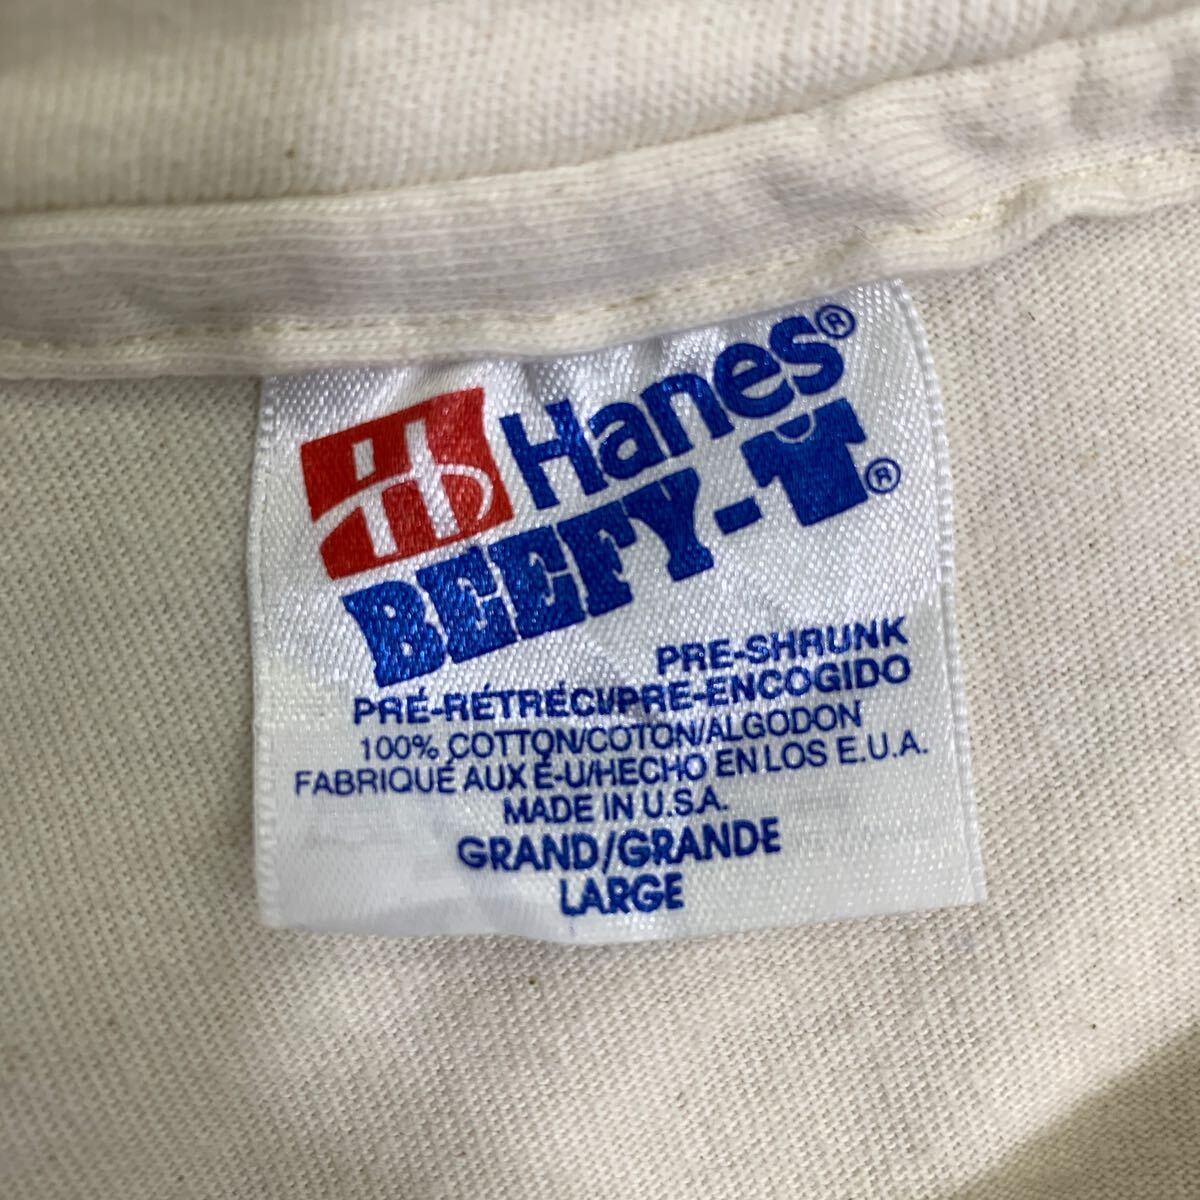 Hanes®
BEEFY-T®
PRE-SHRUNK
PRÉ-RÉTRÉCI/PRE-ENCOGIDO
100% COTTON/COTON/ALGODON
FABRIQUÉ AUX É-U/HECHO EN LOS E.U.A.
MADE IN U.S.A.
GRAND/GRANDE
LARGE